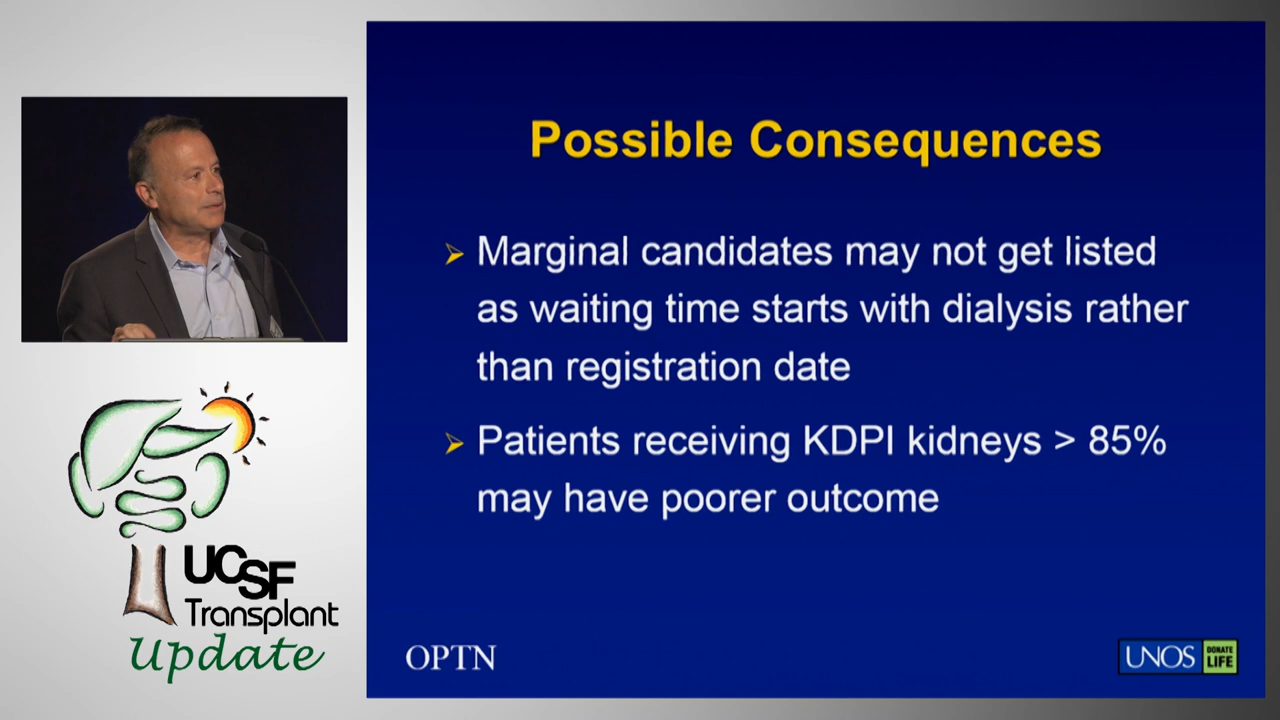 Possible Consequences
Marginal candidates may not get listed
as waiting time starts with dialysis rather
than registration date
Patients receiving KDPI kidneys > 85%
may have poorer outcome
UCSF
Transplant
Update
OPTN
UNOS
DONATE
LIFE